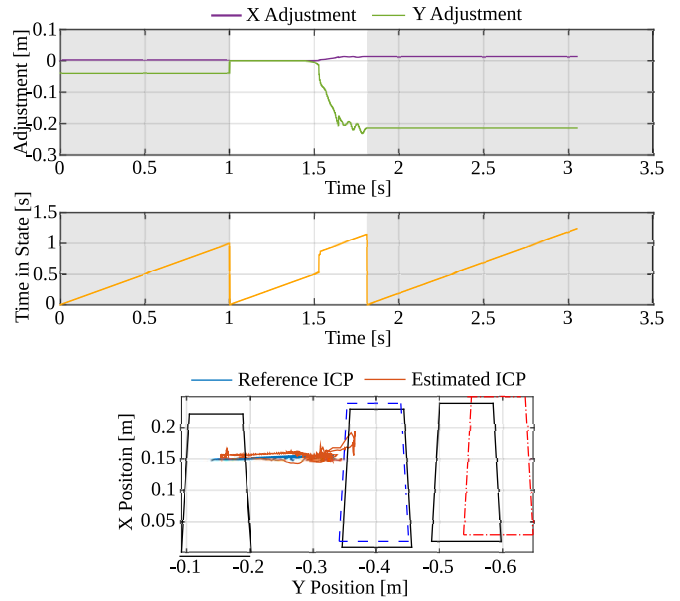 X Adjustment Y Adjustment
Adjustment [m]
0.1
0
-0.1
-0.2
-0.3
0 0.5 1 1.5 2 2.5 3 3.5
Time [s]
Time in State [s]
1.5
1
0.5
0
0 0.5 1 1.5 2 2.5 3 3.5
Time [s]
Reference ICP Estimated ICP
X Positoin [m]
0.2
0.15
0.1
0.05
-0.1 -0.2 -0.3 -0.4 -0.5 -0.6
Y Position [m]